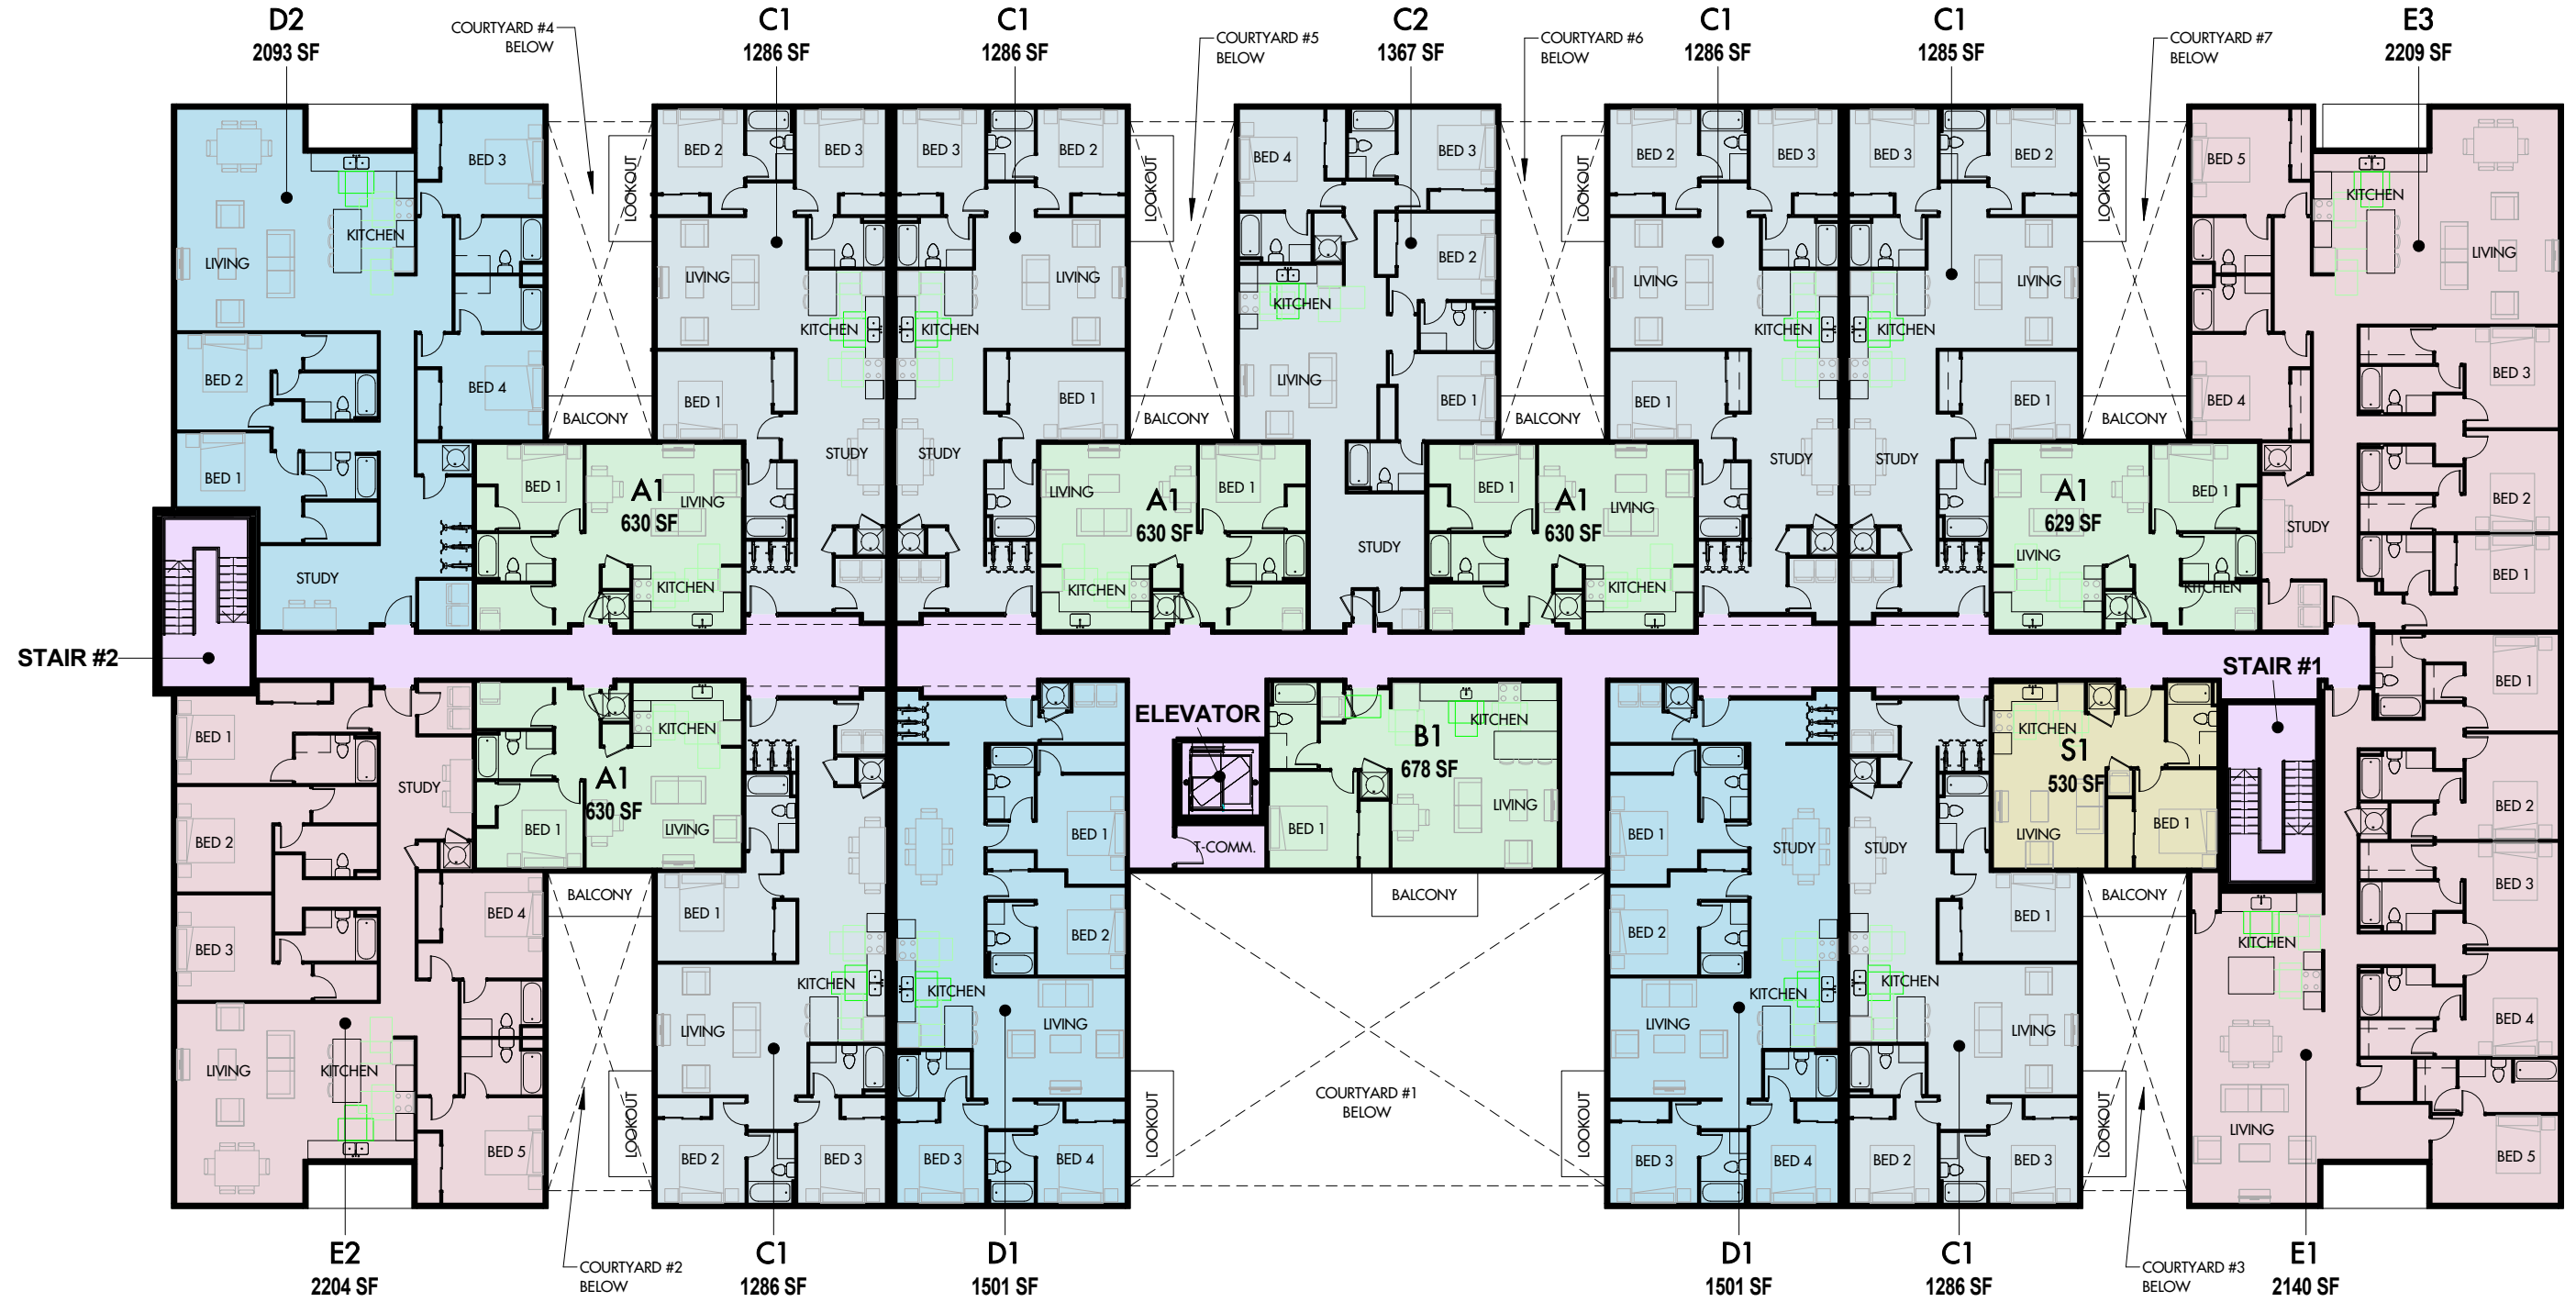 D2
2093 SF
COURTYARD #4
BELOW
C1
1286 SF
C1
1286 SF
COURTYARD #5
BELOW
C2
1367 SF
COURTYARD #6
BELOW
C1
1286 SF
C1
1285 SF
COURTYARD #7
BELOW
E3
2209 SF
BED 3
KITCHEN
LIVING
BED 2
BED 4
BED 1
STUDY
LOOKOUT
BALCONY
BED 2
BED 3
LIVING
KITCHEN
BED 1
STUDY
BED 3
BED 2
LIVING
KITCHEN
BED 1
STUDY
LOOKOUT
BALCONY
BED 4
BED 3
BED 2
KITCHEN
LIVING
BED 1
STUDY
LOOKOUT
BALCONY
BED 2
BED 3
LIVING
KITCHEN
BED 1
STUDY
BED 3
BED 2
LIVING
KITCHEN
BED 1
STUDY
LOOKOUT
BALCONY
BED 5
KITCHEN
LIVING
BED 3
BED 4
BED 2
STUDY
BED 1
BED 1
A1
630 SF
LIVING
KITCHEN
LIVING
A1
630 SF
BED 1
KITCHEN
BED 1
A1
630 SF
LIVING
KITCHEN
A1
629 SF
BED 1
LIVING
KITCHEN
STAIR #2
STAIR #1
ELEVATOR
T-COMM.
BED 1
STUDY
BED 2
BED 3
BED 4
LIVING
KITCHEN
BED 5
KITCHEN
A1
630 SF
BED 1
LIVING
BALCONY
LOOKOUT
BED 1
KITCHEN
LIVING
BED 2
BED 3
BED 1
BED 2
KITCHEN
LIVING
BED 3
BED 4
LOOKOUT
KITCHEN
B1
678 SF
BED 1
LIVING
BALCONY
COURTYARD #1
BELOW
LOOKOUT
BED 1
STUDY
BED 2
KITCHEN
LIVING
BED 3
BED 4
STUDY
BED 1
KITCHEN
LIVING
BED 2
BED 3
LOOKOUT
KITCHEN
S1
530 SF
LIVING
BED 1
BALCONY
BED 1
BED 2
BED 3
KITCHEN
BED 4
LIVING
BED 5
E2
2204 SF
COURTYARD #2
BELOW
C1
1286 SF
D1
1501 SF
D1
1501 SF
C1
1286 SF
COURTYARD #3
BELOW
E1
2140 SF